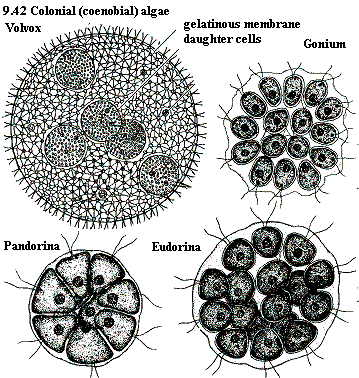 9.42 Colonial (coenobial) algae
Volvox
gelatinous membrane
daughter cells
Gonium
Pandorina
Eudorina